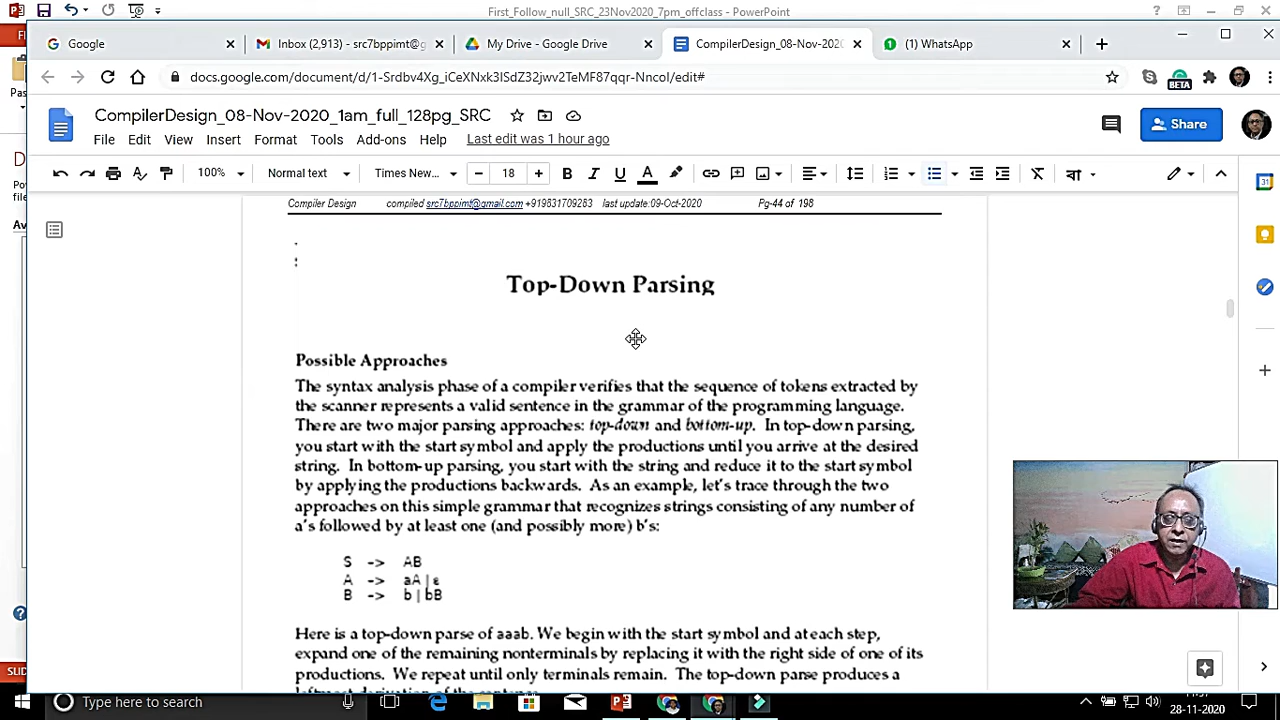 First_Follow_null_SRC_23Nov2020_7pm_offclass - PowerPoint
Google
Inbox (2,913) - src7bppimt@g
My Drive - Google Drive
CompilerDesign_08-Nov-2020
(1) WhatsApp
docs.google.com/document/d/1-Srdbv4Xg_iCeXNxk3ISdZ32jwv2TeMF87qqr-Nncol/edit#
BETA
CompilerDesign_08-Nov-2020_1am_full_128pg_SRC
File Edit View Insert Format Tools Add-ons Help Last edit was 1 hour ago
Share
100% Normal text Times New... 18 B I U A
Compiler Design compiled src7bppimt@gmail.com +919831709283 last update:09-Oct-2020 Pg-44 of 198
Top-Down Parsing
Possible Approaches
The syntax analysis phase of a compiler verifies that the sequence of tokens extracted by
the scanner represents a valid sentence in the grammar of the programming language.
There are two major parsing approaches: top-down and bottom-up. In top-down parsing,
you start with the start symbol and apply the productions until you arrive at the desired
string. In bottom-up parsing, you start with the string and reduce it to the start symbol
by applying the productions backwards. As an example, let's trace through the two
approaches on this simple grammar that recognizes strings consisting of any number of
a's followed by at least one (and possibly more) b's:
S -> AB
A -> aA | ε
B -> b | bB
Here is a top-down parse of aaab. We begin with the start symbol and at each step,
expand one of the remaining nonterminals by replacing it with the right side of one of its
productions. We repeat until only terminals remain. The top-down parse produces a
leftmost derivation of the sentence
Type here to search
28-11-2020